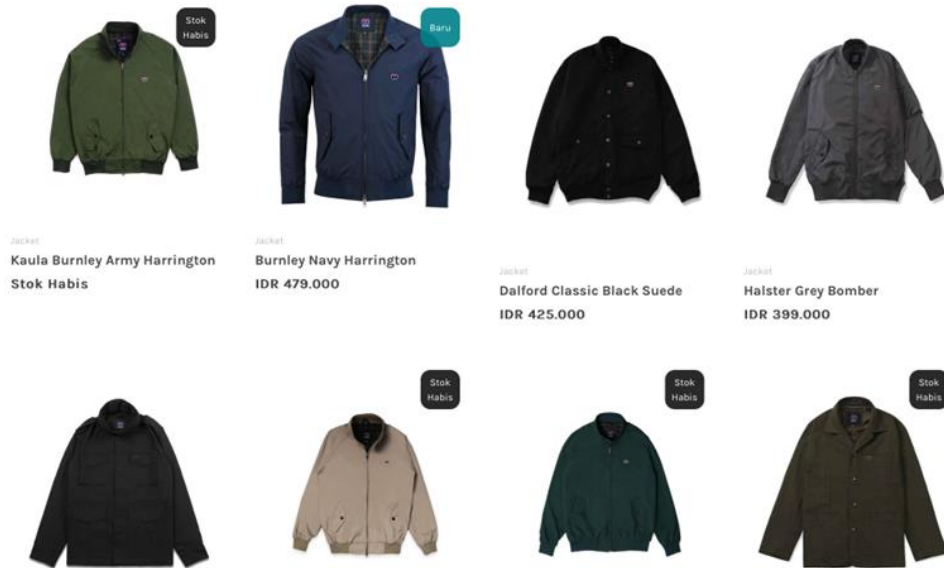 Stok
Habis
Baru
Jacket
Kaula Burnley Army Harrington
Stok Habis
Jacket
Burnley Navy Harrington
IDR 479.000
Jacket
Dalford Classic Black Suede
IDR 425.000
Jacket
Halster Grey Bomber
IDR 399.000
Stok
Habis
Stok
Habis
Stok
Habis